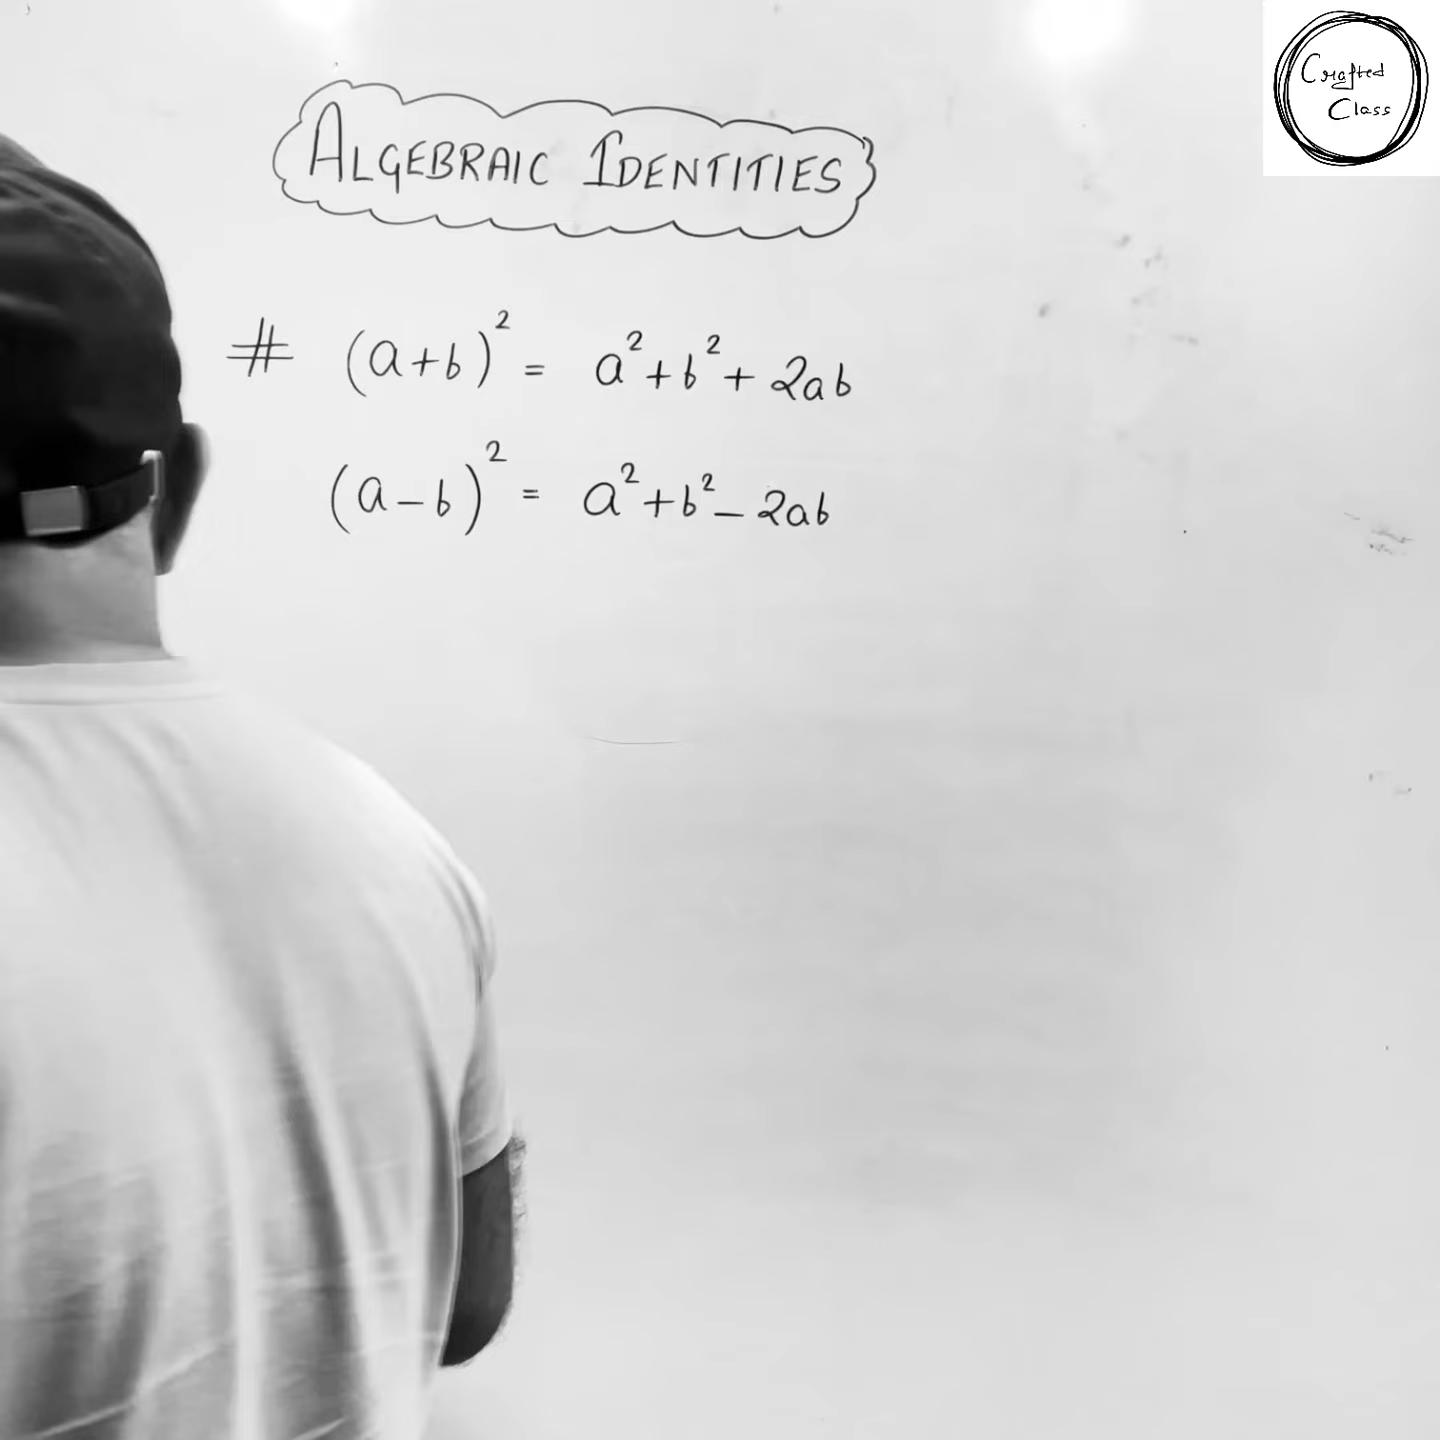 Crafted
Class
ALGEBRAIC IDENTITIES
# (a+b)² = a²+b²+2ab
(a-b)² = a²+b²-2ab